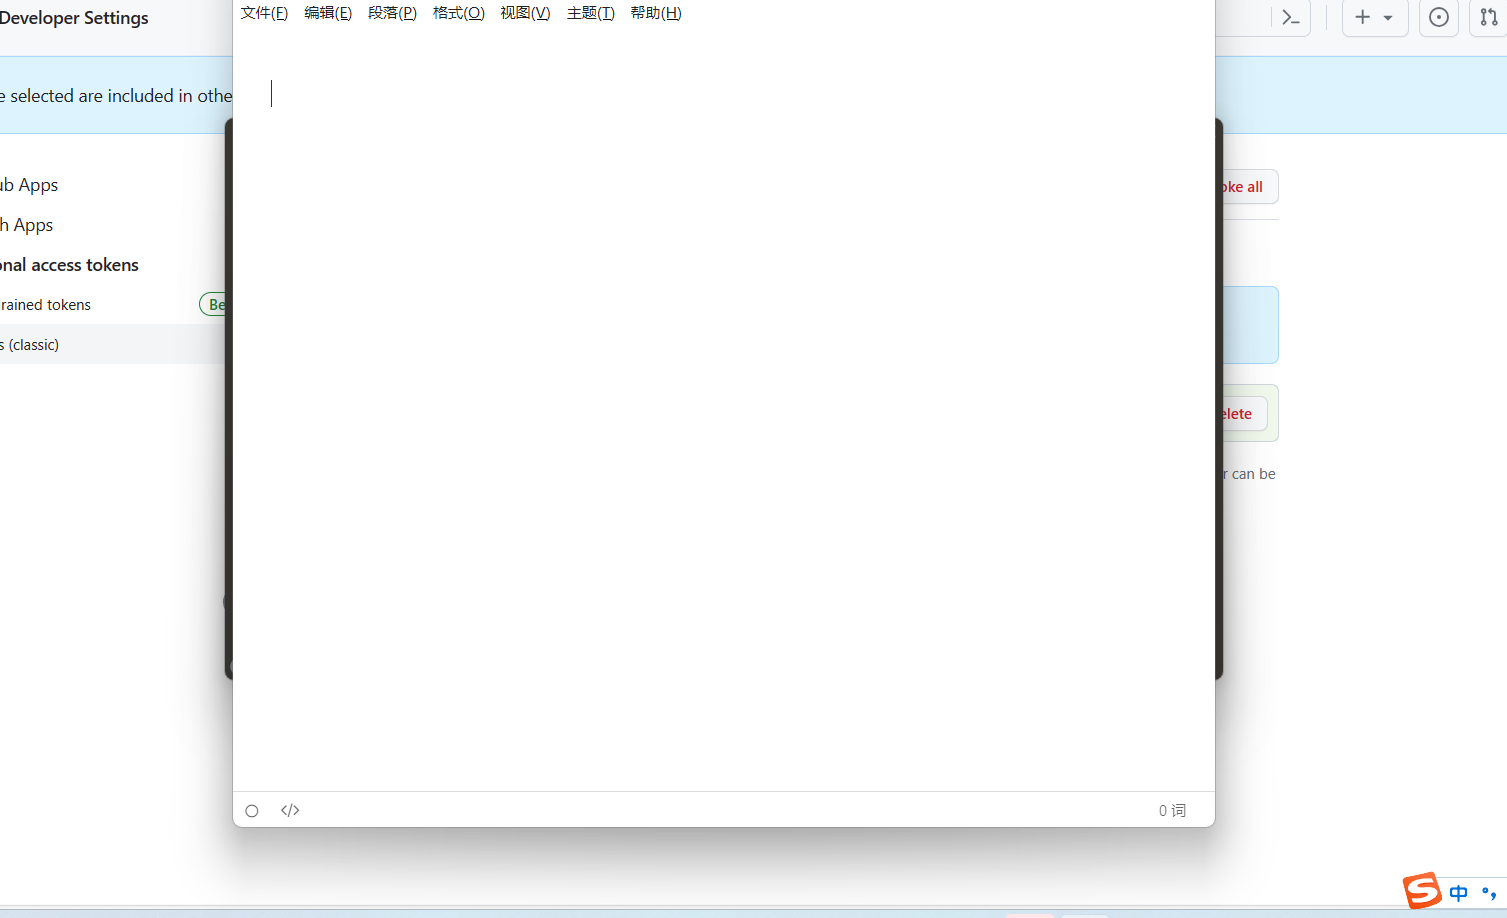 Developer Settings
文件(F) 编辑(E) 段落(P) 格式(O) 视图(V) 主题(T) 帮助(H)
selected are included in othe
ub Apps
oke all
h Apps
onal access tokens
rained tokens
Be
s (classic)
elete
r can be
</> 0 词
S 中 °,